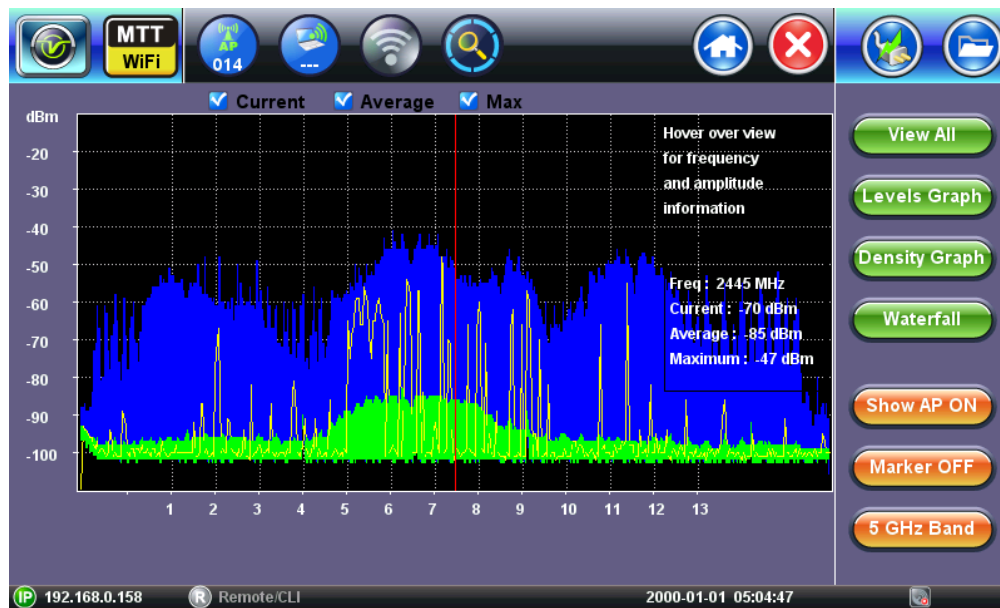 MTT
WiFi
AP
014
---
Current Average Max
dBm
-20
-30
-40
-50
-60
-70
-80
-90
-100
Hover over view
for frequency
and amplitude
information
Freq : 2445 MHz
Current : -70 dBm
Average : -85 dBm
Maximum : -47 dBm
1 2 3 4 5 6 7 8 9 10 11 12 13
View All
Levels Graph
Density Graph
Waterfall
Show AP ON
Marker OFF
5 GHz Band
IP 192.168.0.158 R Remote/CLI 2000-01-01 05:04:47